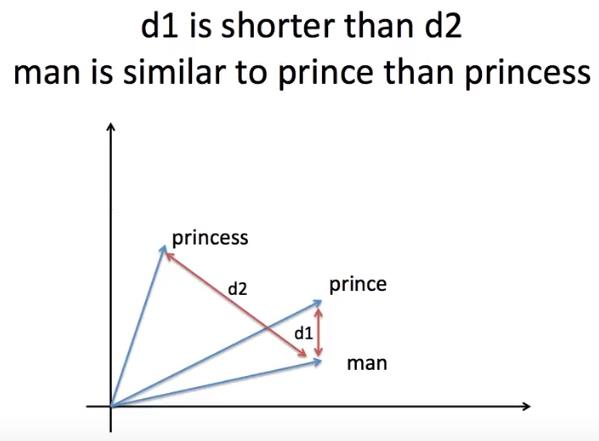 d1 is shorter than d2
man is similar to prince than princess
princess
d2
prince
d1
man